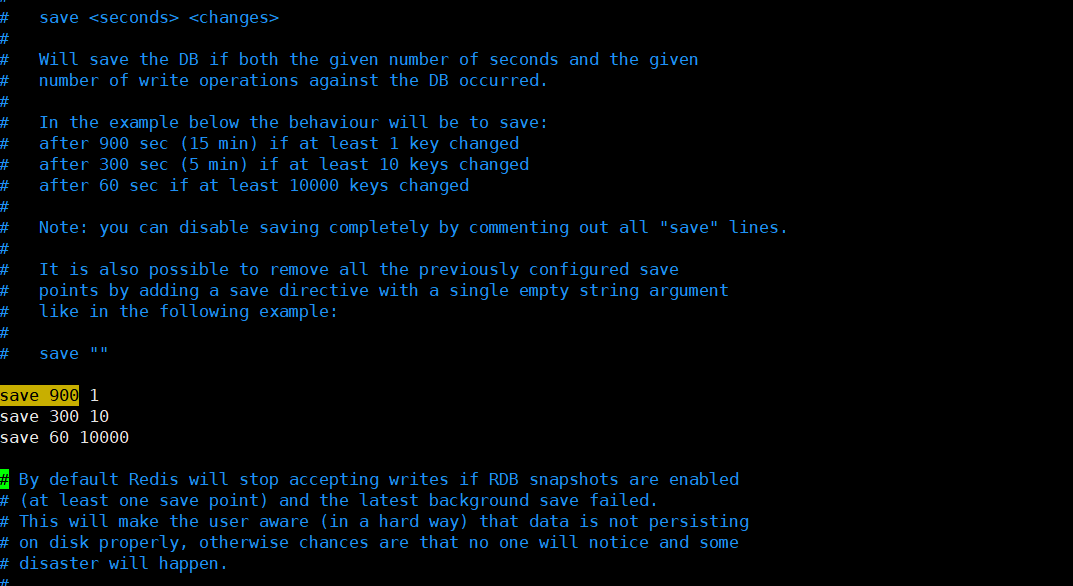 #   save <seconds> <changes>
#
#   Will save the DB if both the given number of seconds and the given
#   number of write operations against the DB occurred.
#
#   In the example below the behaviour will be to save:
#   after 900 sec (15 min) if at least 1 key changed
#   after 300 sec (5 min) if at least 10 keys changed
#   after 60 sec if at least 10000 keys changed
#
#   Note: you can disable saving completely by commenting out all "save" lines.
#
#   It is also possible to remove all the previously configured save
#   points by adding a save directive with a single empty string argument
#   like in the following example:
#
#   save ""

save 900 1
save 300 10
save 60 10000

# By default Redis will stop accepting writes if RDB snapshots are enabled
# (at least one save point) and the latest background save failed.
# This will make the user aware (in a hard way) that data is not persisting
# on disk properly, otherwise chances are that no one will notice and some
# disaster will happen.
#